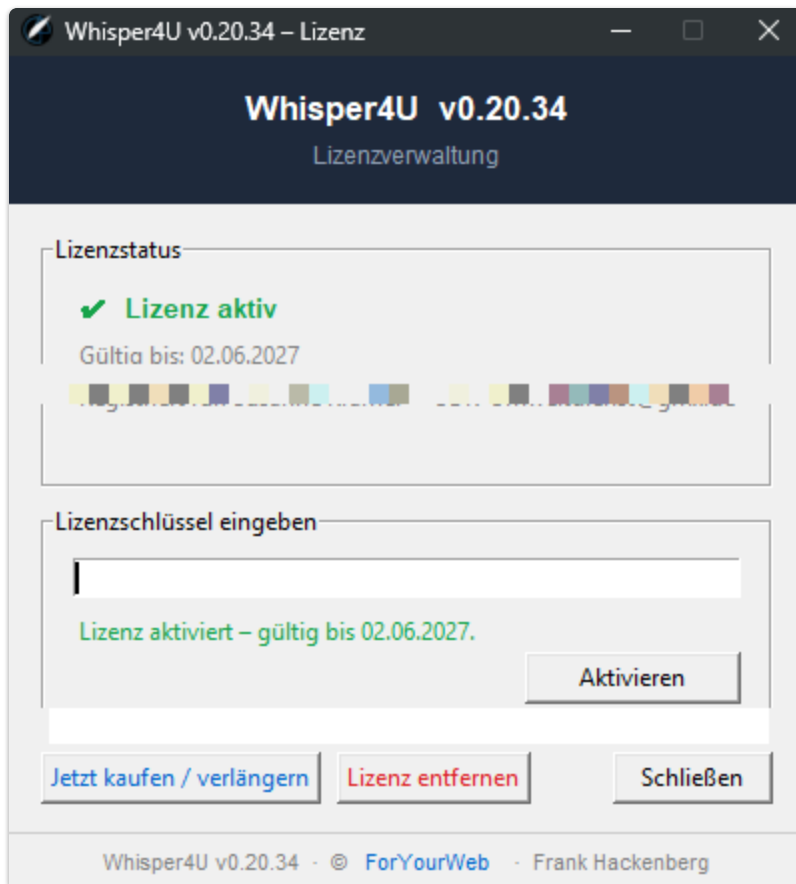 Whisper4U v0.20.34 – Lizenz
Whisper4U v0.20.34
Lizenzverwaltung
Lizenzstatus
✔ Lizenz aktiv
Gültig bis: 02.06.2027
Lizenzschlüssel eingeben
Lizenz aktiviert – gültig bis 02.06.2027.
Aktivieren
Jetzt kaufen / verlängern Lizenz entfernen Schließen
Whisper4U v0.20.34 · © ForYourWeb · Frank Hackenberg